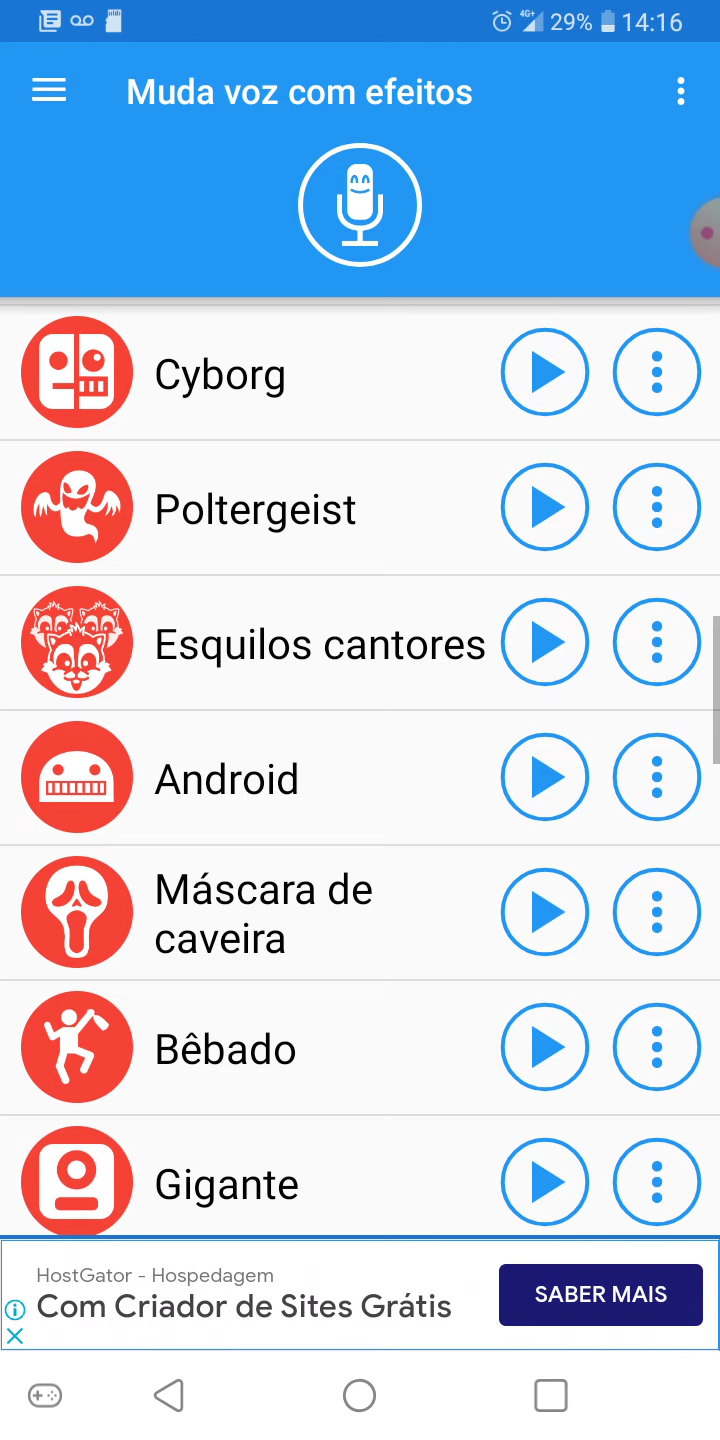 4G+ 29% 14:16
Muda voz com efeitos
Cyborg
Poltergeist
Esquilos cantores
Android
Máscara de
caveira
Bêbado
Gigante
HostGator - Hospedagem
Com Criador de Sites Grátis
SABER MAIS